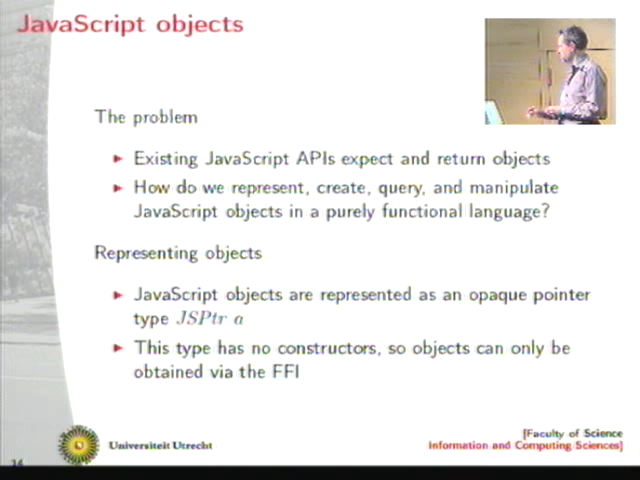 JavaScript objects
The problem
Existing JavaScript APIs expect and return objects
How do we represent, create, query, and manipulate
JavaScript objects in a purely functional language?
Representing objects
JavaScript objects are represented as an opaque pointer
type JSPtr a
This type has no constructors, so objects can only be
obtained via the FFI
[Faculty of Science
Universiteit Utrecht
Information and Computing Sciences]
14